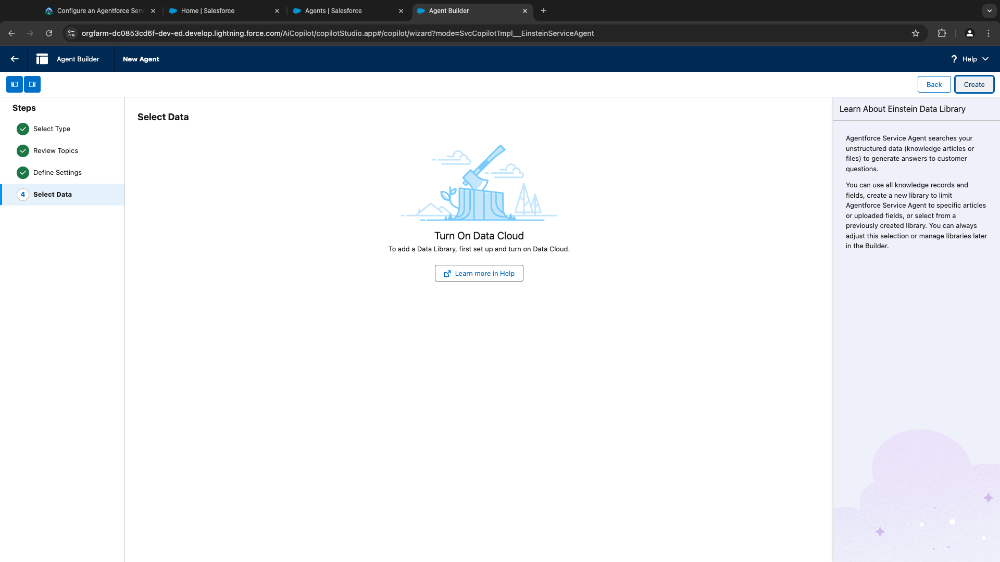 Configure an Agentforce Serv
Home | Salesforce
Agents | Salesforce
Agent Builder
orgfarm-dc0853cd6f-dev-ed.develop.lightning.force.com/AiCopilot/copilotStudio.app#/copilot/wizard?mode=SvcCopilotTmpl__EinsteinServiceAgent
Agent Builder
New Agent
? Help
Back
Create
Steps
Select Type
Review Topics
Define Settings
4 Select Data
Select Data
Turn On Data Cloud
To add a Data Library, first set up and turn on Data Cloud.
Learn more in Help
Learn About Einstein Data Library
Agentforce Service Agent searches your
unstructured data (knowledge articles or
files) to generate answers to customer
questions.
You can use all knowledge records and
fields, create a new library to limit
Agentforce Service Agent to specific articles
or uploaded fields, or select from a
previously created library. You can always
adjust this selection or manage libraries later
in the Builder.